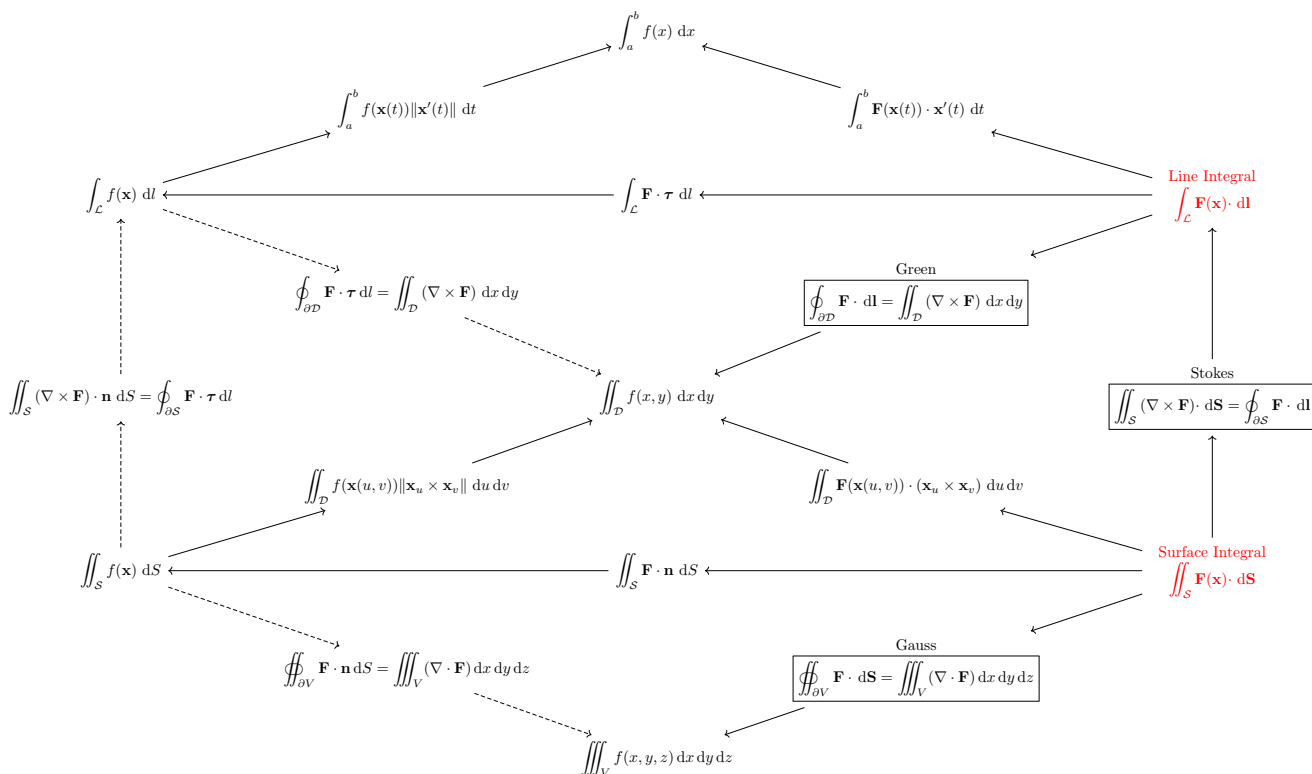 ∫_a^b f(x) dx
∫_a^b f(𝐱(t))‖𝐱′(t)‖ dt
∫_a^b 𝐅(𝐱(t)) · 𝐱′(t) dt
∫_ℒ f(𝐱) dl
∫_ℒ 𝐅 · 𝛕 dl
Line Integral
∫_ℒ 𝐅(𝐱)· d𝐥
∮_∂𝒟 𝐅 · 𝛕 dl = ∬_𝒟 (∇ × 𝐅) dx dy
Green
∮_∂𝒟 𝐅 · d𝐥 = ∬_𝒟 (∇ × 𝐅) dx dy
∬_𝒮 (∇ × 𝐅) · 𝐧 dS = ∮_∂𝒮 𝐅 · 𝛕 dl
∬_𝒟 f(x, y) dx dy
Stokes
∬_𝒮 (∇ × 𝐅)· d𝐒 = ∮_∂𝒮 𝐅 · d𝐥
∬_𝒟 f(𝐱(u, v))‖𝐱_u × 𝐱_v‖ du dv
∬_𝒟 𝐅(𝐱(u, v)) · (𝐱_u × 𝐱_v) du dv
∬_𝒮 f(𝐱) dS
∬_𝒮 𝐅 · 𝐧 dS
Surface Integral
∬_𝒮 𝐅(𝐱)· d𝐒
∯_∂V 𝐅 · 𝐧 dS = ∭_V (∇ · 𝐅) dx dy dz
Gauss
∯_∂V 𝐅 · d𝐒 = ∭_V (∇ · 𝐅) dx dy dz
∭_V f(x, y, z) dx dy dz